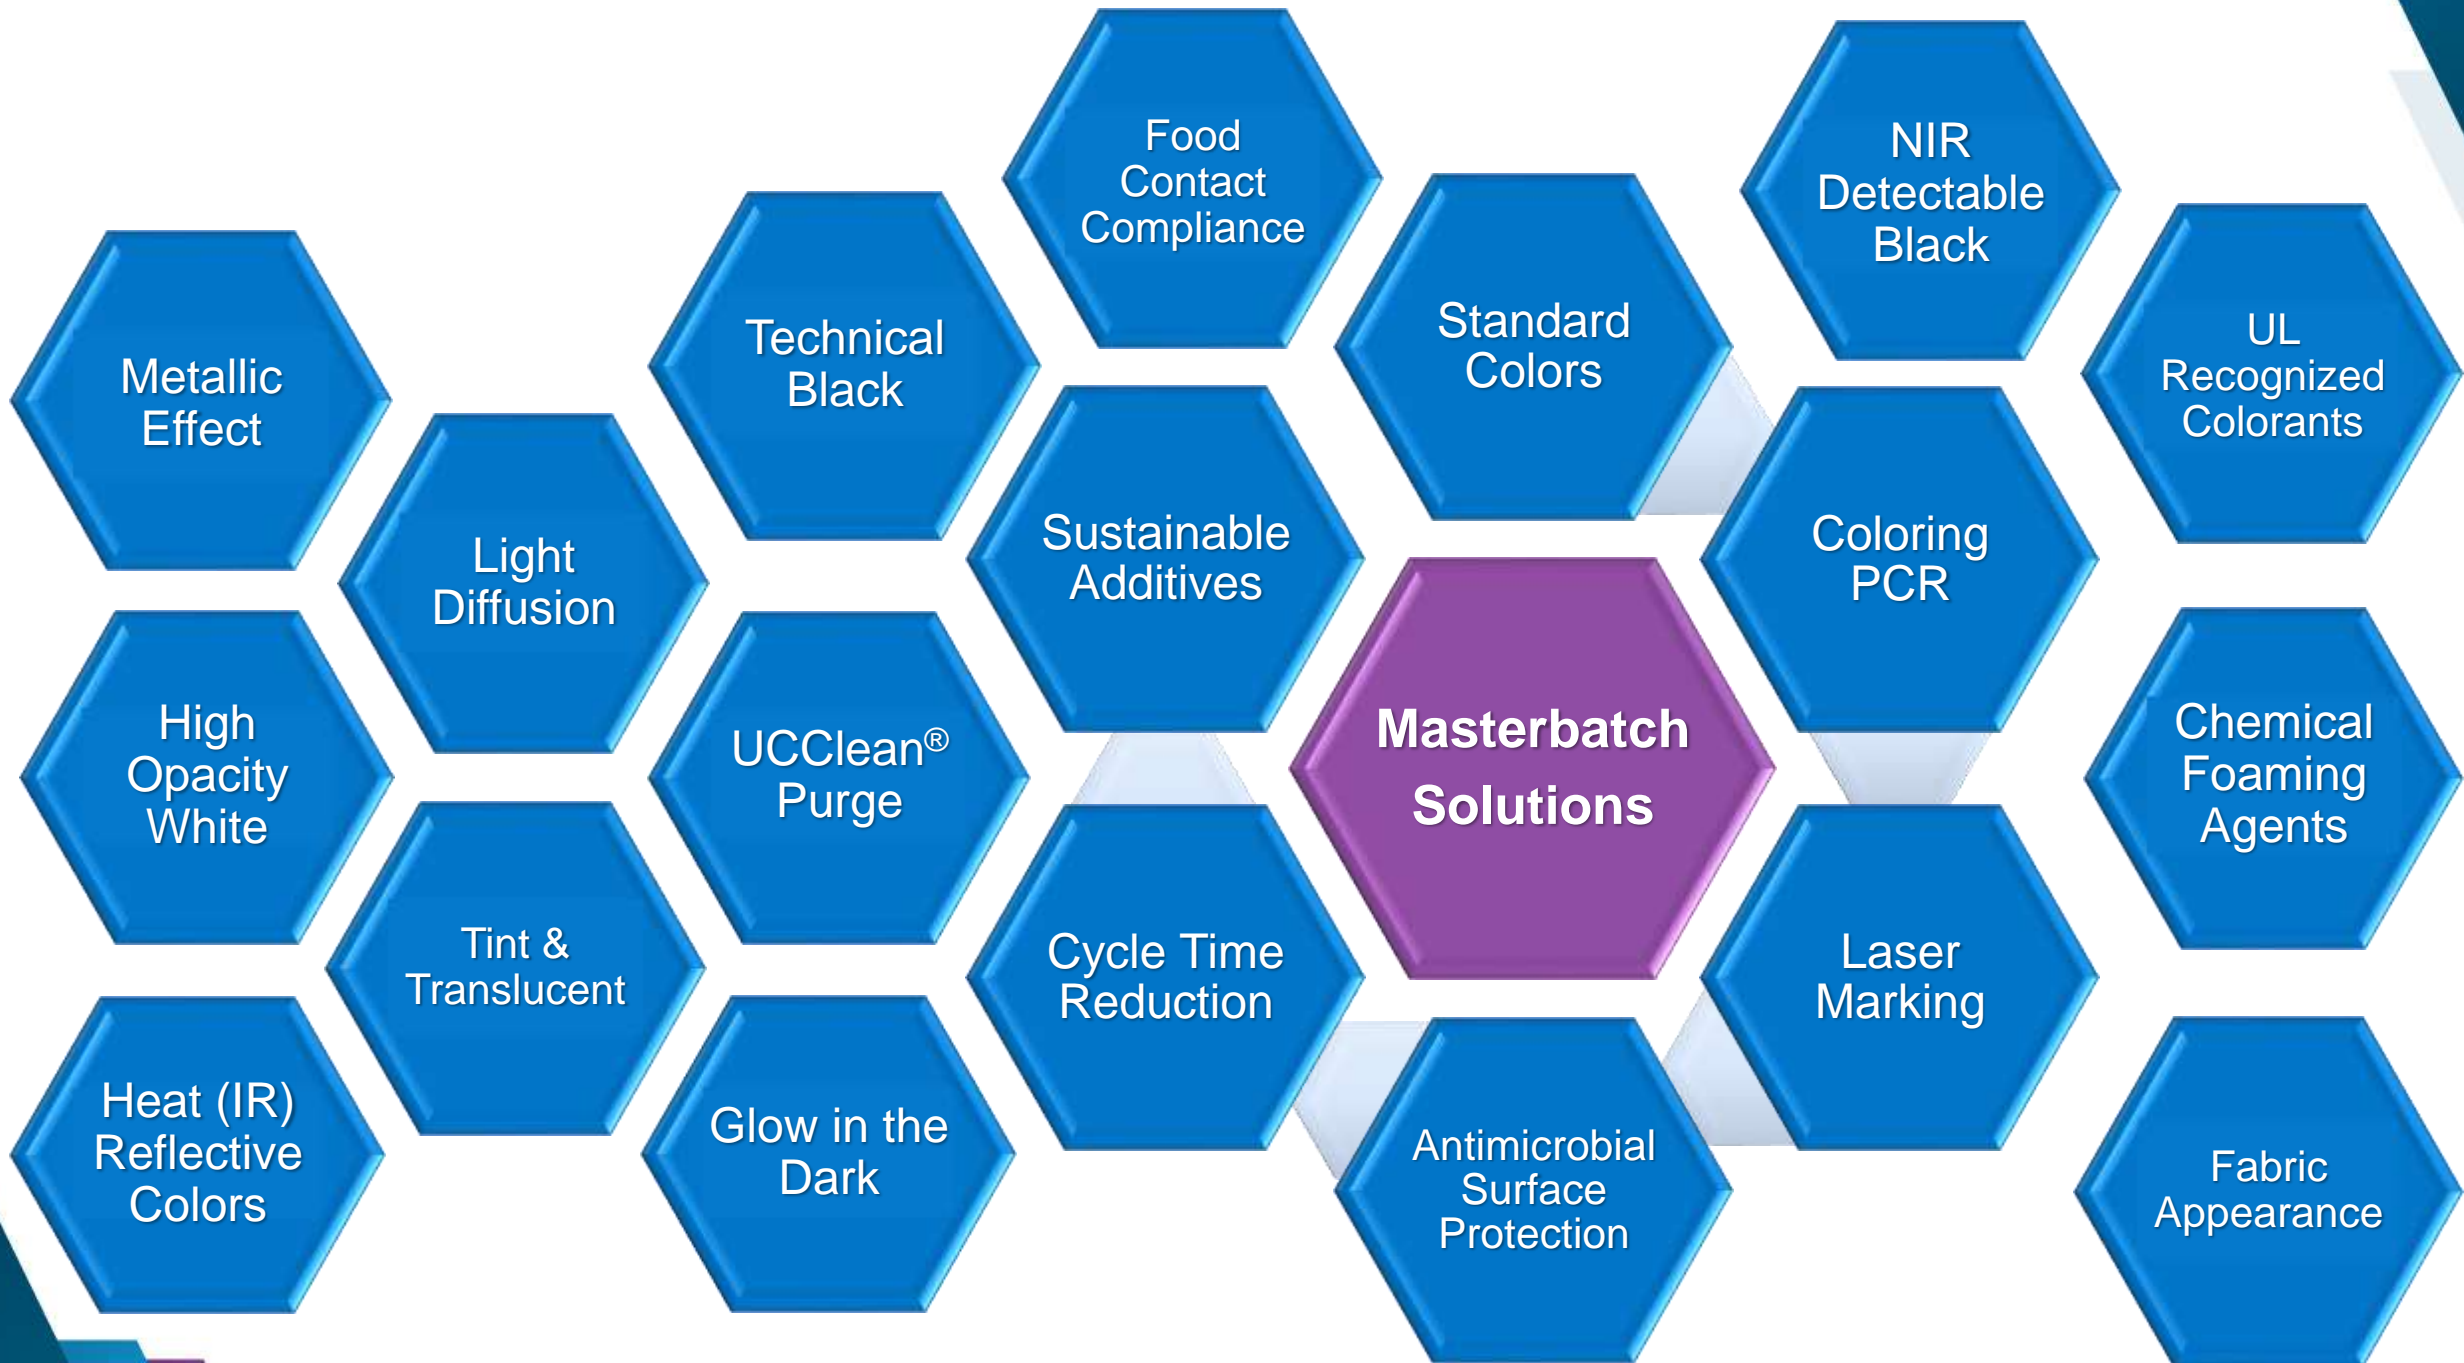 Food
Contact
Compliance
NIR
Detectable
Black
Metallic
Effect
Technical
Black
Standard
Colors
UL
Recognized
Colorants
Light
Diffusion
Sustainable
Additives
Coloring
PCR
High
Opacity
White
UCClean®
Purge
Masterbatch
Solutions
Chemical
Foaming
Agents
Tint &
Translucent
Cycle Time
Reduction
Laser
Marking
Heat (IR)
Reflective
Colors
Glow in the
Dark
Antimicrobial
Surface
Protection
Fabric
Appearance